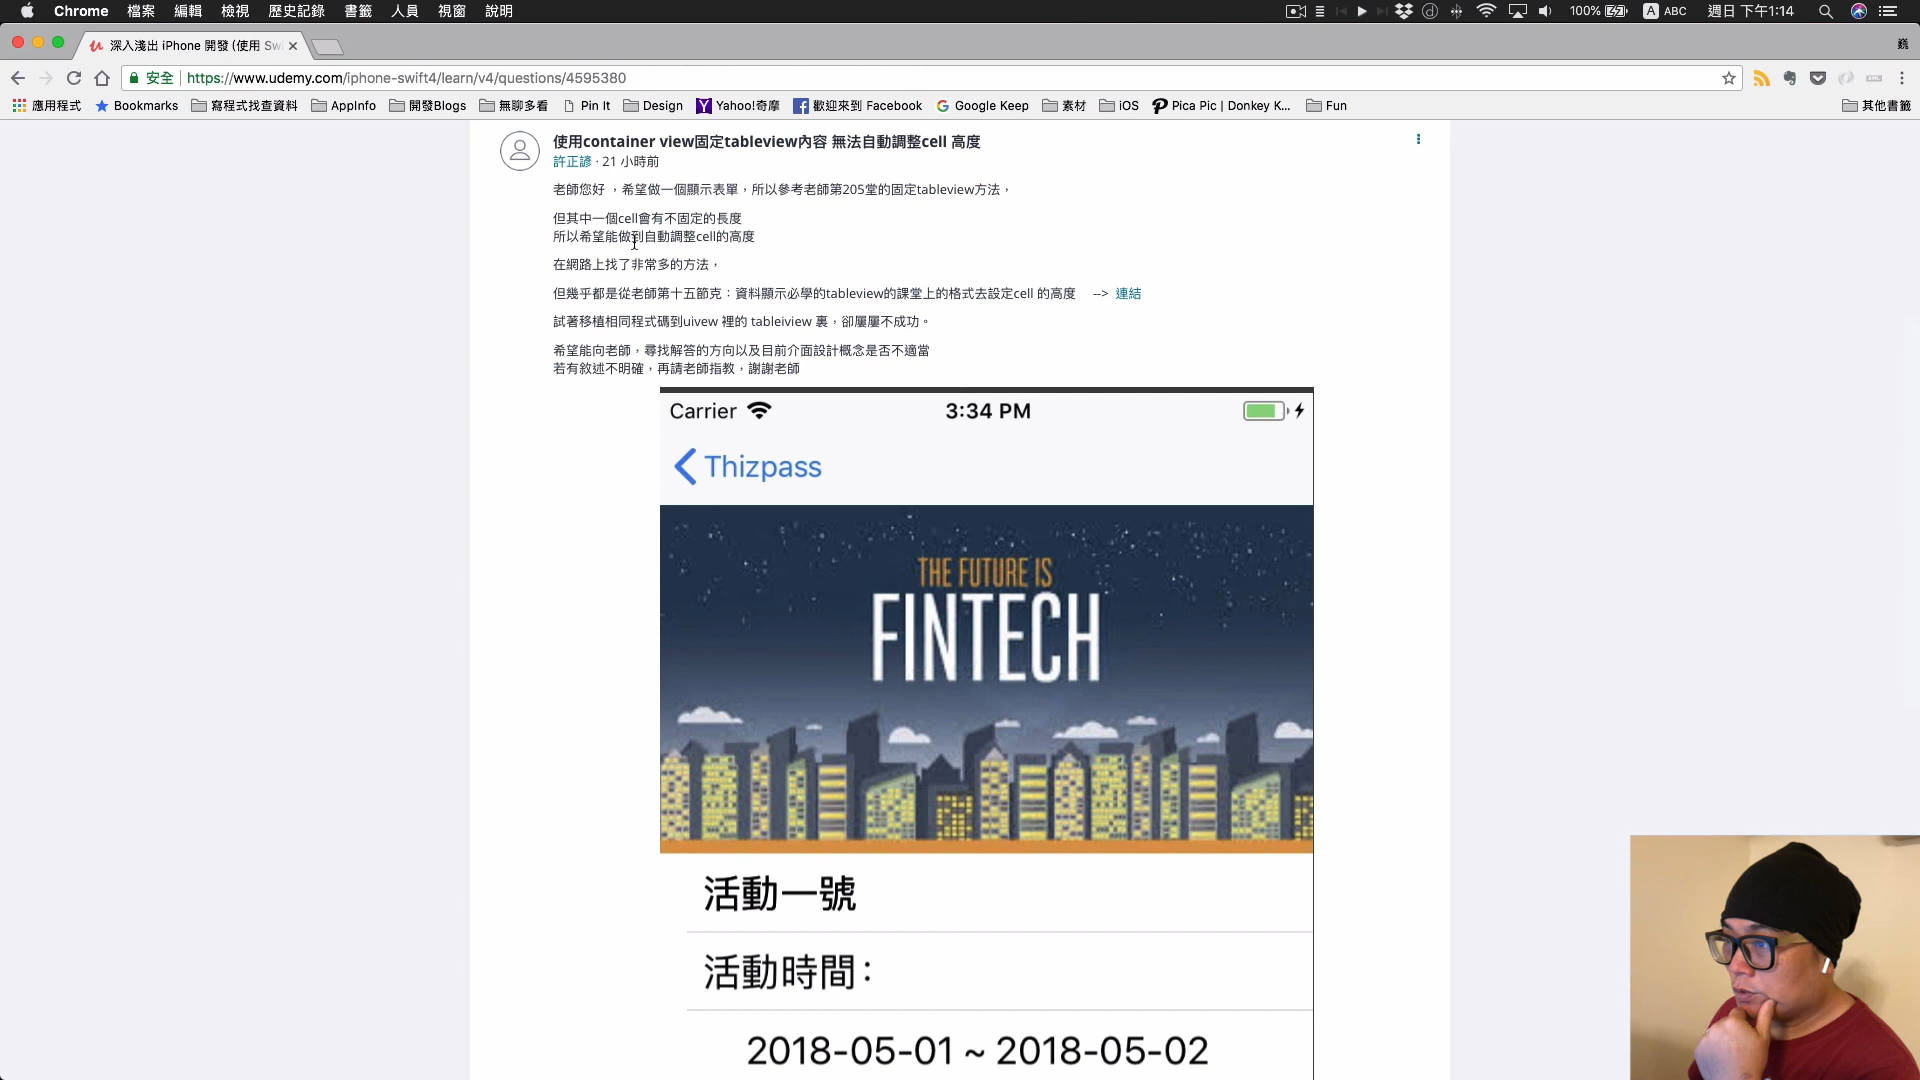 Chrome 檔案 編輯 檢視 歷史記錄 書籤 人員 視窗 說明
100% A ABC 週日 下午1:14
深入淺出 iPhone 開發 (使用 Sw
巍
安全 https://www.udemy.com/iphone-swift4/learn/v4/questions/4595380
應用程式 Bookmarks 寫程式找查資料 AppInfo 開發Blogs 無聊多看 Pin It Design Yahoo!奇摩 歡迎來到 Facebook Google Keep 素材 iOS Pica Pic | Donkey K... Fun 其他書籤
使用container view固定tableview內容 無法自動調整cell 高度
許正諺 · 21 小時前
老師您好 ，希望做一個顯示表單，所以參考老師第205堂的固定tableview方法，
但其中一個cell會有不固定的長度
所以希望能做到自動調整cell的高度
在網路上找了非常多的方法，
但幾乎都是從老師第十五節克：資料顯示必學的tableview的課堂上的格式去設定cell 的高度 --> 連結
試著移植相同程式碼到uivew 裡的 tableiview 裏，卻屢屢不成功。
希望能向老師，尋找解答的方向以及目前介面設計概念是否不適當
若有敘述不明確，再請老師指教，謝謝老師
Carrier 3:34 PM
Thizpass
THE FUTURE IS
FINTECH
活動一號
活動時間：
2018-05-01 ~ 2018-05-02